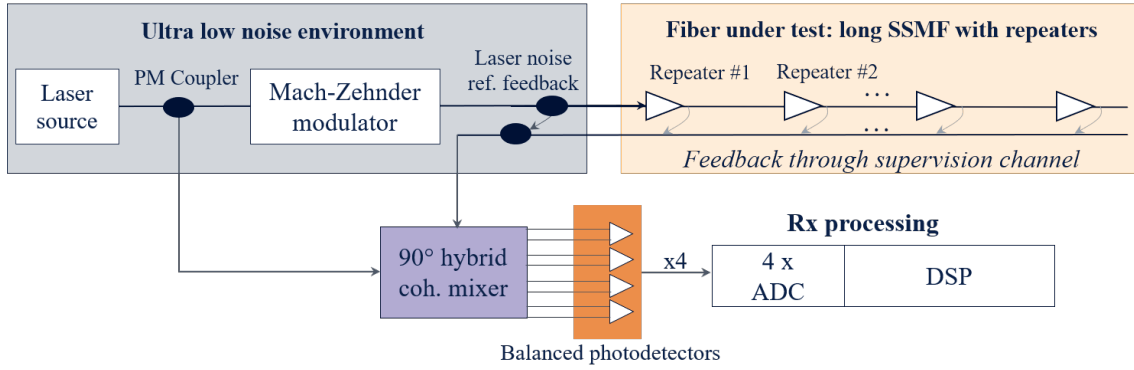 Ultra low noise environment
Fiber under test: long SSMF with repeaters
Laser source
PM Coupler
Mach-Zehnder modulator
Laser noise
ref. feedback
Repeater #1
Repeater #2
...
...
Feedback through supervision channel
90° hybrid
coh. mixer
Balanced photodetectors
x4
Rx processing
4 x
ADC
DSP